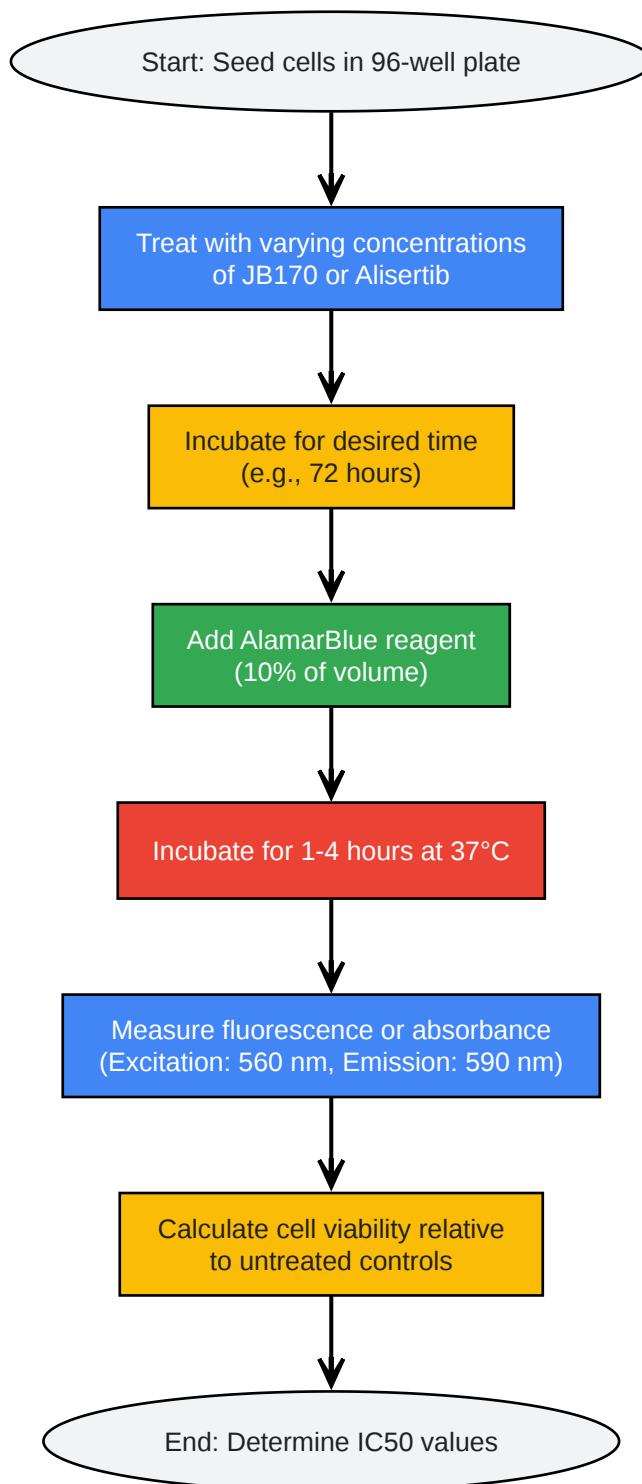 Start: Seed cells in 96-well plate
Treat with varying concentrations
of JB170 or Alisertib
Incubate for desired time
(e.g., 72 hours)
Add AlamarBlue reagent
(10% of volume)
Incubate for 1-4 hours at 37°C
Measure fluorescence or absorbance
(Excitation: 560 nm, Emission: 590 nm)
Calculate cell viability relative
to untreated controls
End: Determine IC50 values